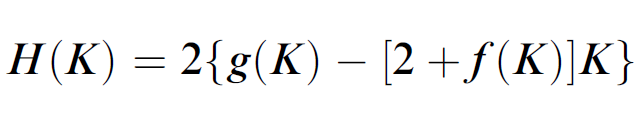 H(K) = 2{g(K) − [2 + f(K)]K}